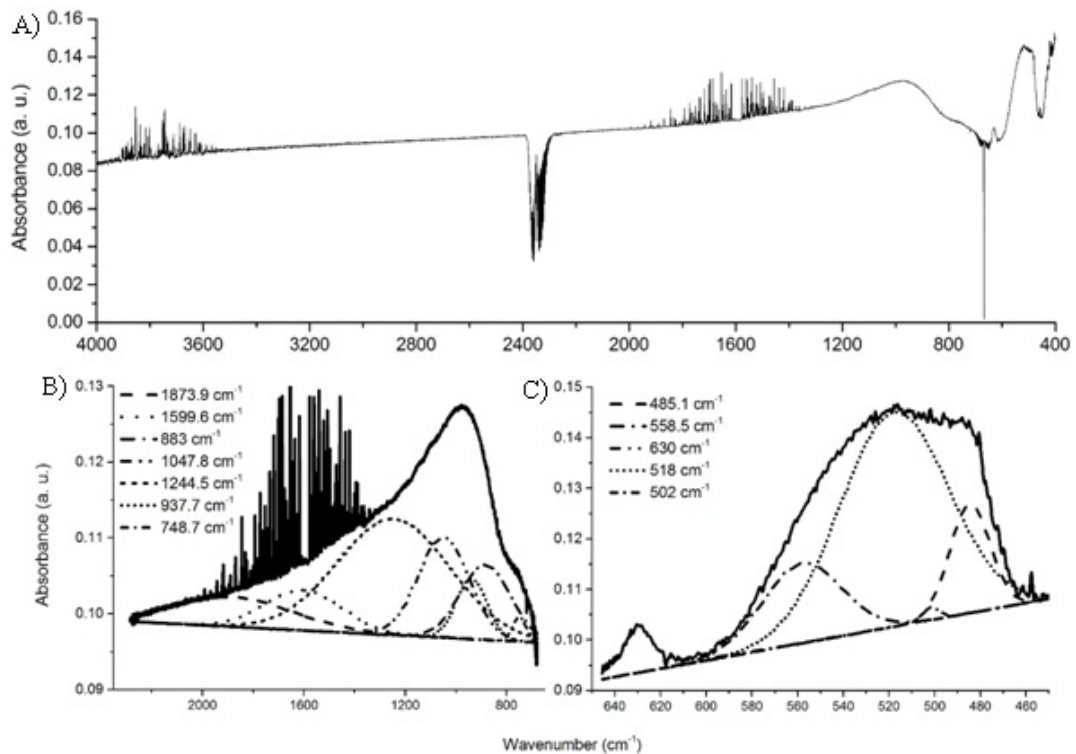 A)
0.16
0.14
0.12
0.10
0.08
0.06
0.04
0.02
0.00
Absorbance (a. u.)
4000 3600 3200 2800 2400 2000 1600 1200 800 400
B)
0.13
0.12
0.11
0.10
0.09
Absorbance (a. u.)
1873.9 cm⁻¹
1599.6 cm⁻¹
883 cm⁻¹
1047.8 cm⁻¹
1244.5 cm⁻¹
937.7 cm⁻¹
748.7 cm⁻¹
2000 1600 1200 800
C)
0.15
0.14
0.13
0.12
0.11
0.10
0.09
485.1 cm⁻¹
558.5 cm⁻¹
630 cm⁻¹
518 cm⁻¹
502 cm⁻¹
640 620 600 580 560 540 520 500 480 460
Wavenumber (cm⁻¹)